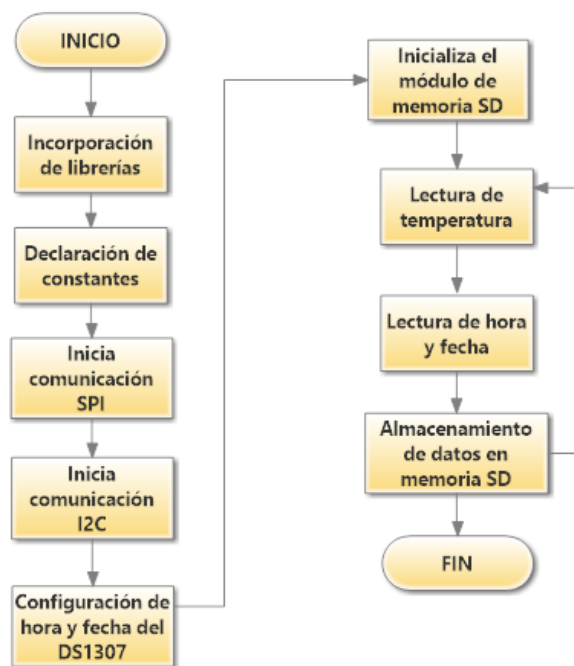 INICIO
Incorporación
de librerías
Declaración de
constantes
Inicia
comunicación
SPI
Inicia
comunicación
I2C
Configuración de
hora y fecha del
DS1307
Inicializa el
módulo de
memoria SD
Lectura de
temperatura
Lectura de hora
y fecha
Almacenamiento
de datos en
memoria SD
FIN